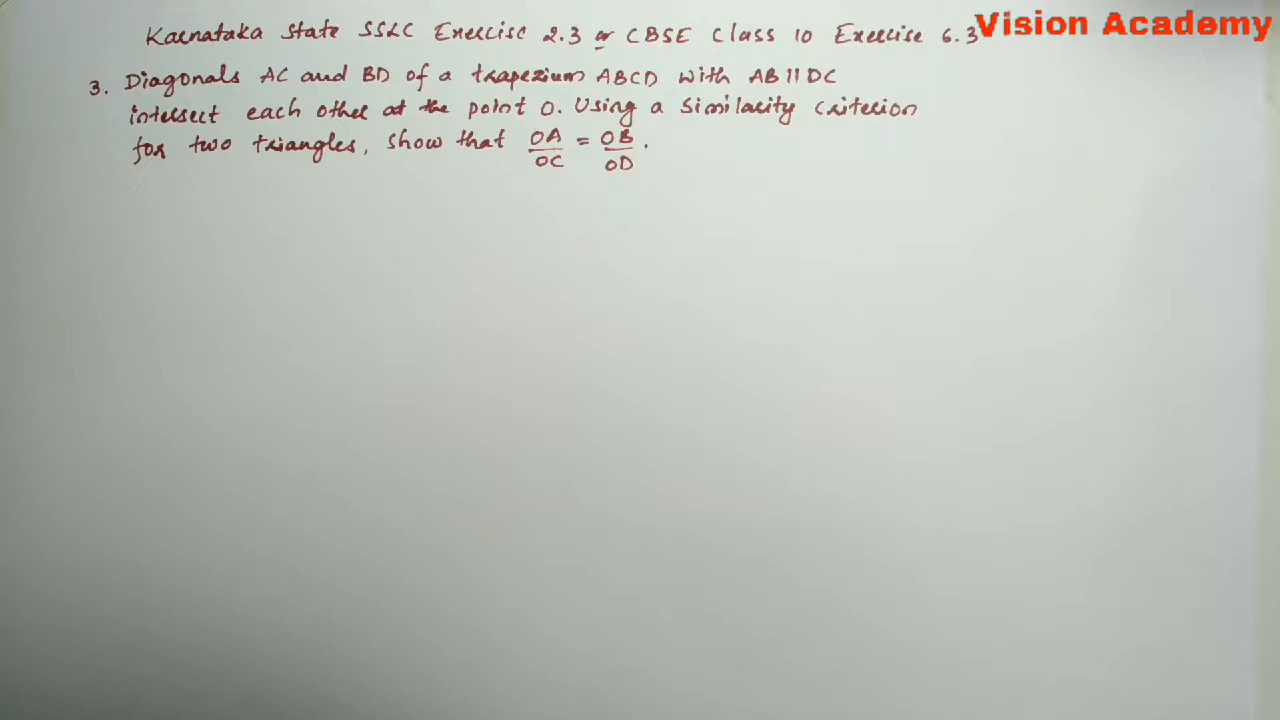 Karnataka State SSLC Exercise 2.3 or CBSE Class 10 Exercise 6.3
Vision Academy
3. Diagonals AC and BD of a trapezium ABCD with AB || DC
intersect each other at the point O. Using a similarity criterion
for two triangles, show that OA/OC = OB/OD.